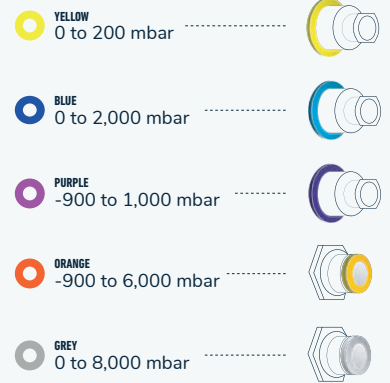 YELLOW
0 to 200 mbar
BLUE
0 to 2,000 mbar
PURPLE
-900 to 1,000 mbar
ORANGE
-900 to 6,000 mbar
GREY
0 to 8,000 mbar